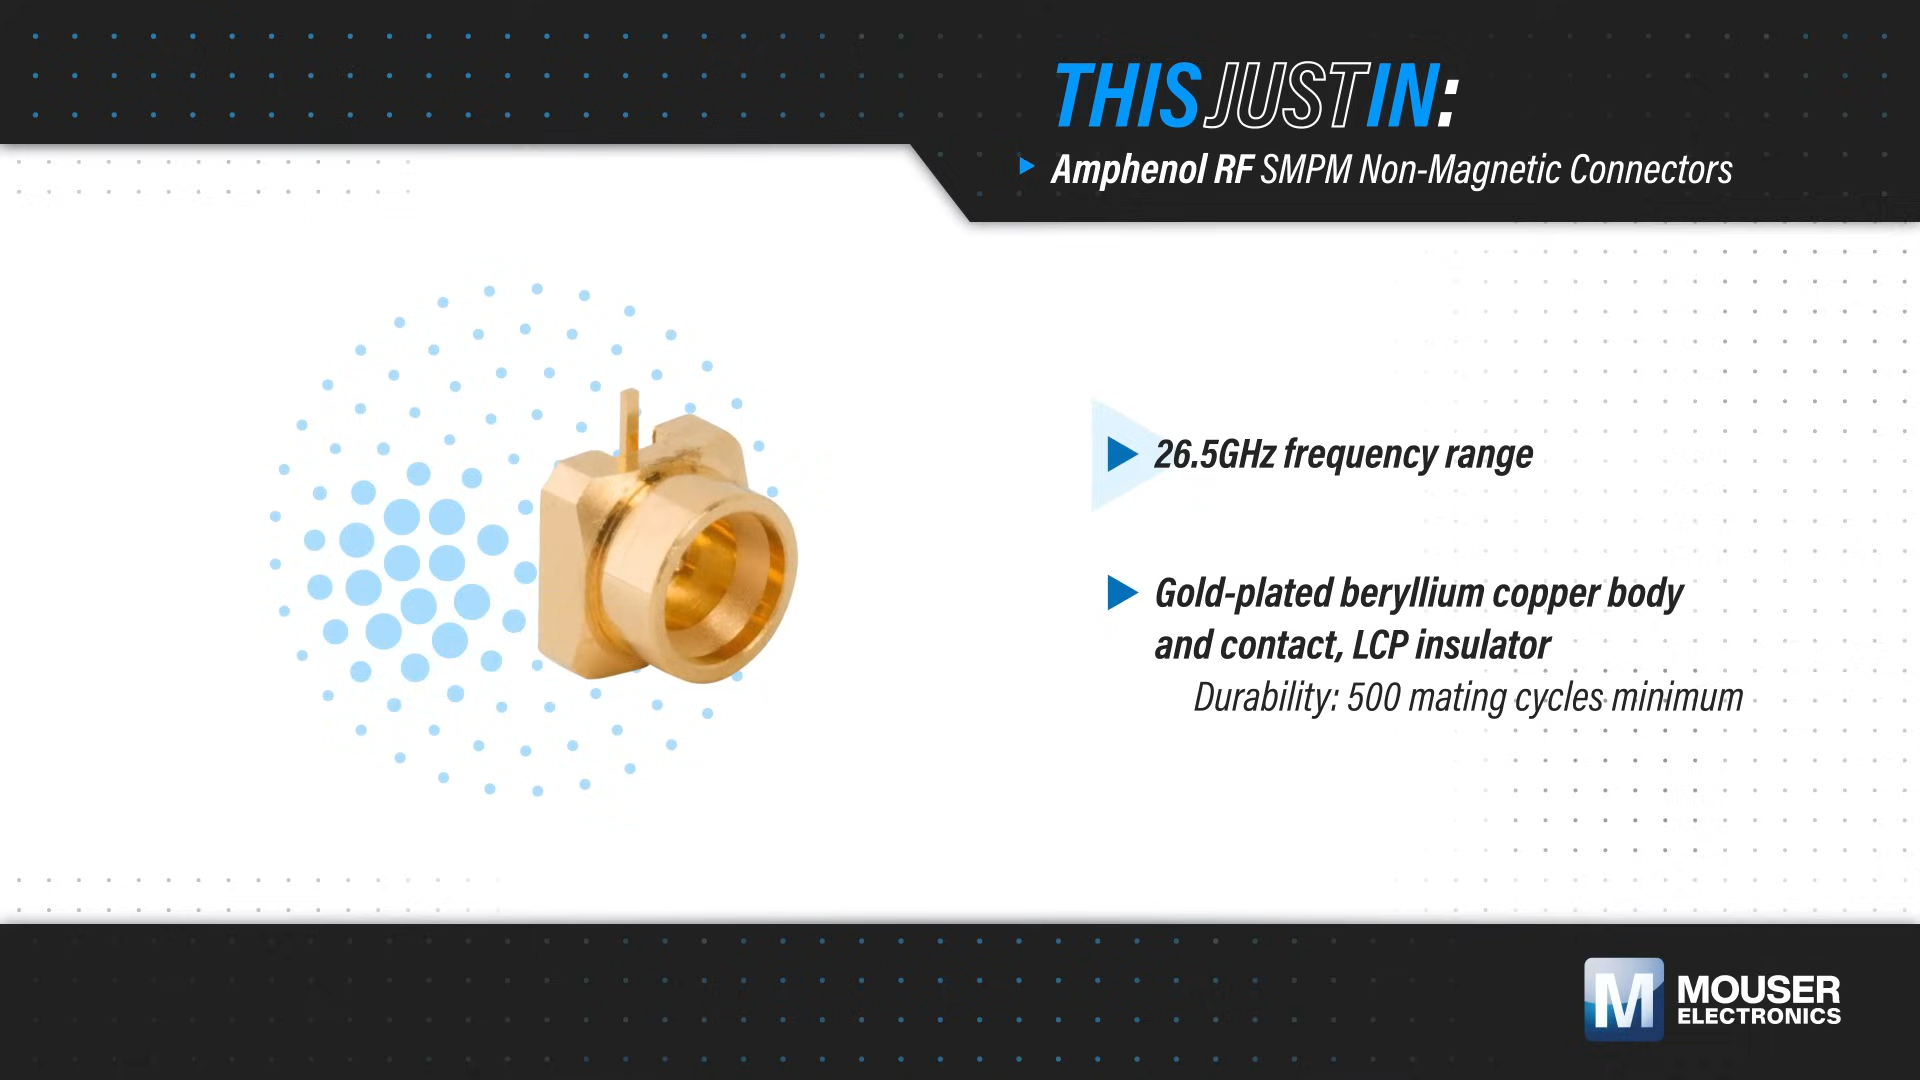 THIS JUST IN:
Amphenol RF SMPM Non-Magnetic Connectors
26.5GHz frequency range
Gold-plated beryllium copper body
and contact, LCP insulator
Durability: 500 mating cycles minimum
M MOUSER
ELECTRONICS